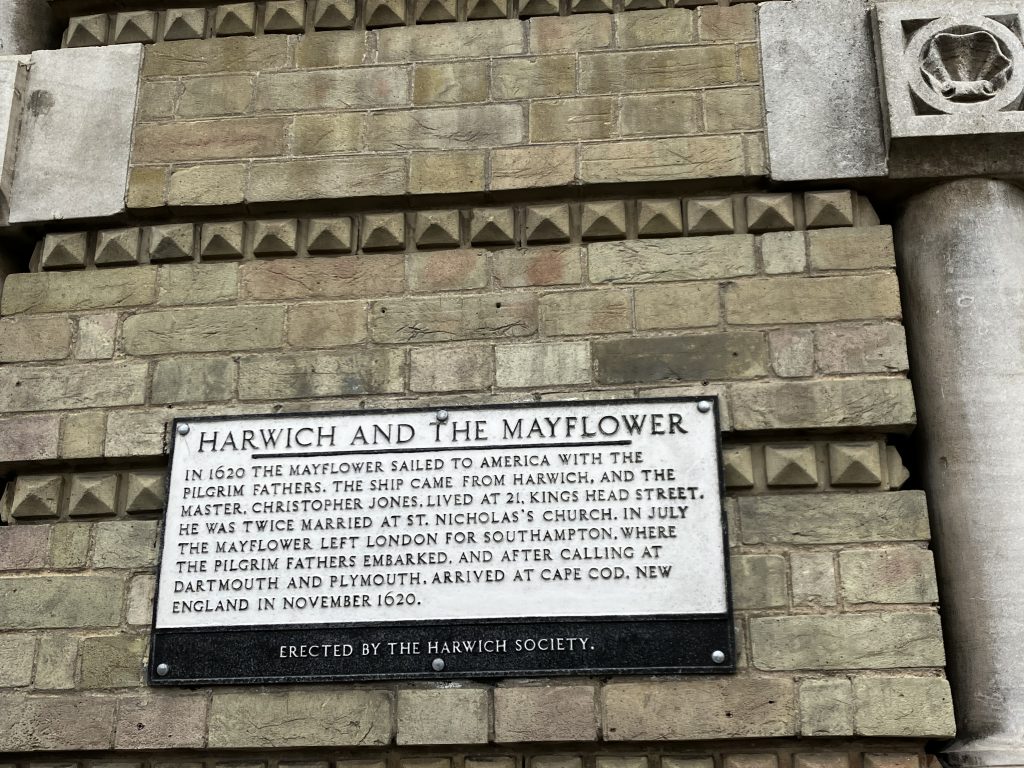 HARWICH AND THE MAYFLOWER
IN 1620 THE MAYFLOWER SAILED TO AMERICA WITH THE
PILGRIM FATHERS. THE SHIP CAME FROM HARWICH, AND THE
MASTER, CHRISTOPHER JONES, LIVED AT 21, KINGS HEAD STREET.
HE WAS TWICE MARRIED AT ST. NICHOLAS'S CHURCH. IN JULY
THE MAYFLOWER LEFT LONDON FOR SOUTHAMPTON, WHERE
THE PILGRIM FATHERS EMBARKED, AND AFTER CALLING AT
DARTMOUTH AND PLYMOUTH, ARRIVED AT CAPE COD, NEW
ENGLAND IN NOVEMBER 1620.
ERECTED BY THE HARWICH SOCIETY.